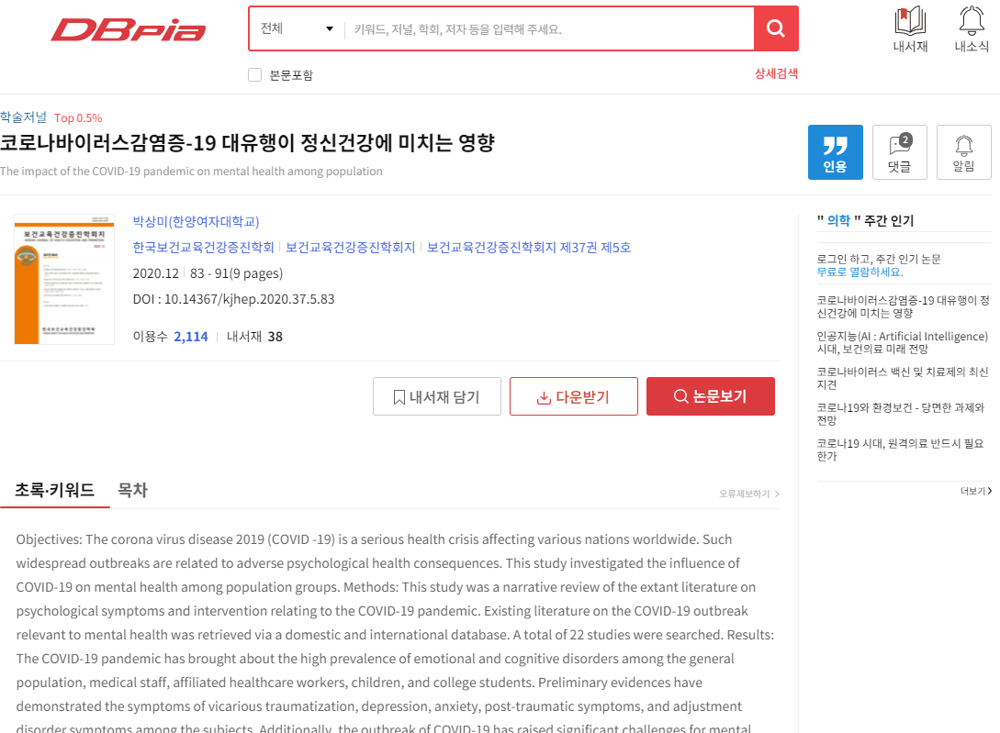 DBpia
전체
키워드, 저널, 학회, 저자 등을 입력해 주세요.
내서재
내소식
본문포함
상세검색
학술저널 Top 0.5%
코로나바이러스감염증-19 대유행이 정신건강에 미치는 영향
The impact of the COVID-19 pandemic on mental health among population
인용
2
댓글
알림
보건교육건강증진학회지
박상미(한양여자대학교)
한국보건교육건강증진학회 보건교육건강증진학회지 보건교육건강증진학회지 제37권 제5호
2020.12 83 - 91(9 pages)
DOI : 10.14367/kjhep.2020.37.5.83
이용수 2,114 내서재 38
내서재 담기
다운받기
논문보기
" 의학 " 주간 인기
로그인 하고, 주간 인기 논문
무료로 열람하세요.
코로나바이러스감염증-19 대유행이 정
신건강에 미치는 영향
인공지능(AI : Artificial Intelligence)
시대, 보건의료 미래 전망
코로나바이러스 백신 및 치료제의 최신
지견
코로나19와 환경보건 - 당면한 과제와
전망
코로나19 시대, 원격의료 반드시 필요
한가
더보기
초록·키워드
목차
오류제보하기
Objectives: The corona virus disease 2019 (COVID -19) is a serious health crisis affecting various nations worldwide. Such
widespread outbreaks are related to adverse psychological health consequences. This study investigated the influence of
COVID-19 on mental health among population groups. Methods: This study was a narrative review of the extant literature on
psychological symptoms and intervention relating to the COVID-19 pandemic. Existing literature on the COVID-19 outbreak
relevant to mental health was retrieved via a domestic and international database. A total of 22 studies were searched. Results:
The COVID-19 pandemic has brought about the high prevalence of emotional and cognitive disorders among the general
population, medical staff, affiliated healthcare workers, children, and college students. Preliminary evidences have
demonstrated the symptoms of vicarious traumatization, depression, anxiety, post-traumatic symptoms, and adjustment
disorder symptoms among the subjects. Additionally, the outbreak of COVID-19 has raised significant challenges for mental